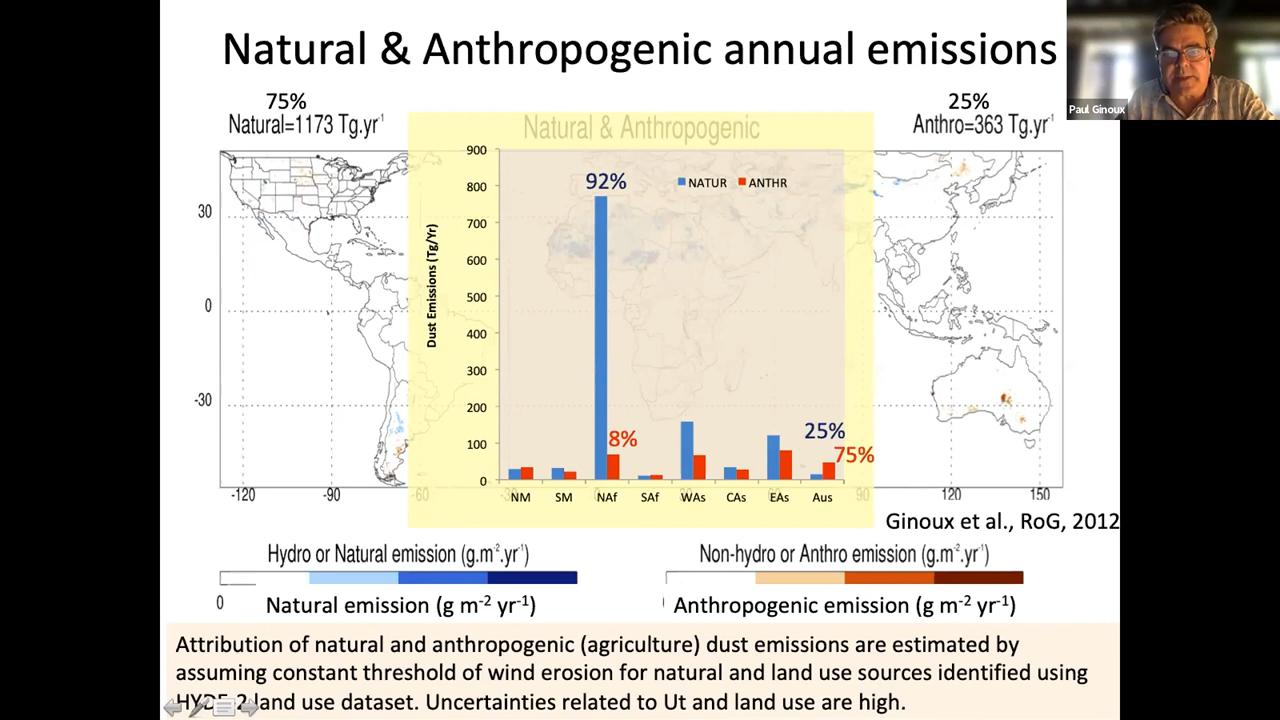 Natural & Anthropogenic annual emissions
Paul Ginoux
75%
Natural=1173 Tg.yr⁻¹
25%
Anthro=363 Tg.yr⁻¹
Natural & Anthropogenic
900
800
700
600
500
400
300
200
100
0
Dust Emissions (Tg/Yr)
92%
NATUR ANTHR
8%
25%
75%
NM SM NAf SAf WAs CAs EAs Aus
30
0
-30
-120 -90 -60 90 120 150
Ginoux et al., RoG, 2012
Hydro or Natural emission (g.m⁻².yr⁻¹)
Non-hydro or Anthro emission (g.m⁻².yr⁻¹)
0
Natural emission (g m⁻² yr⁻¹)
Anthropogenic emission (g m⁻² yr⁻¹)
Attribution of natural and anthropogenic (agriculture) dust emissions are estimated by
assuming constant threshold of wind erosion for natural and land use sources identified using
HYDE 2 land use dataset. Uncertainties related to Ut and land use are high.